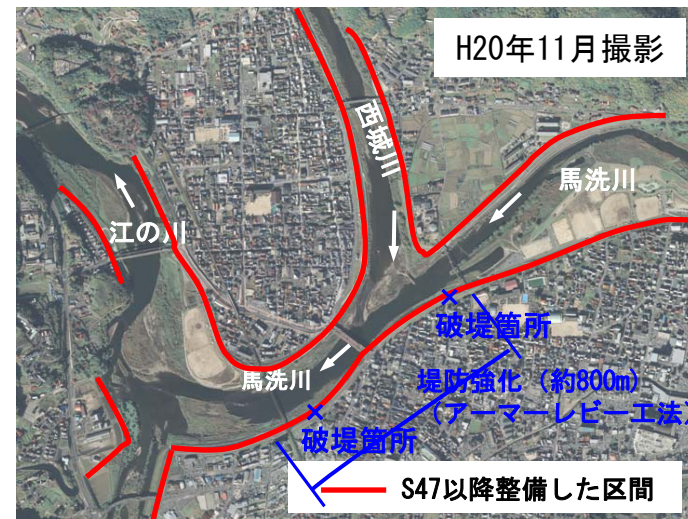 H20年11月撮影
西城川
馬洗川
江の川
破堤箇所
馬洗川
堤防強化（約800m）
（アーマーレビー工法）
破堤箇所
S47以降整備した区間